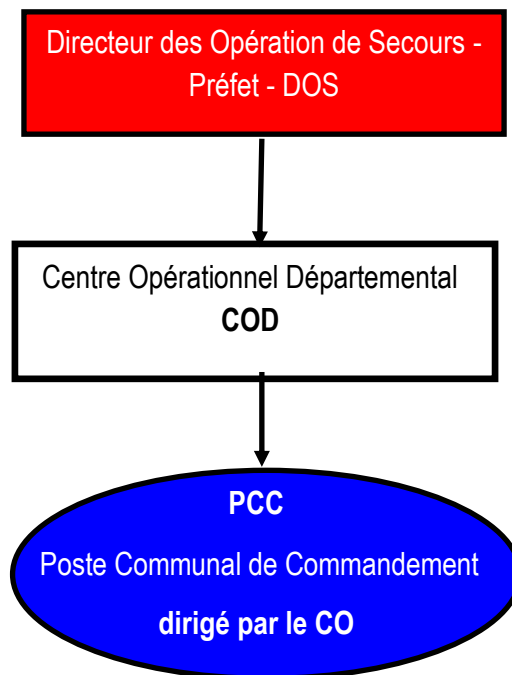 Directeur des Opération de Secours -
Préfet - DOS
Centre Opérationnel Départemental
COD
PCC
Poste Communal de Commandement
dirigé par le CO